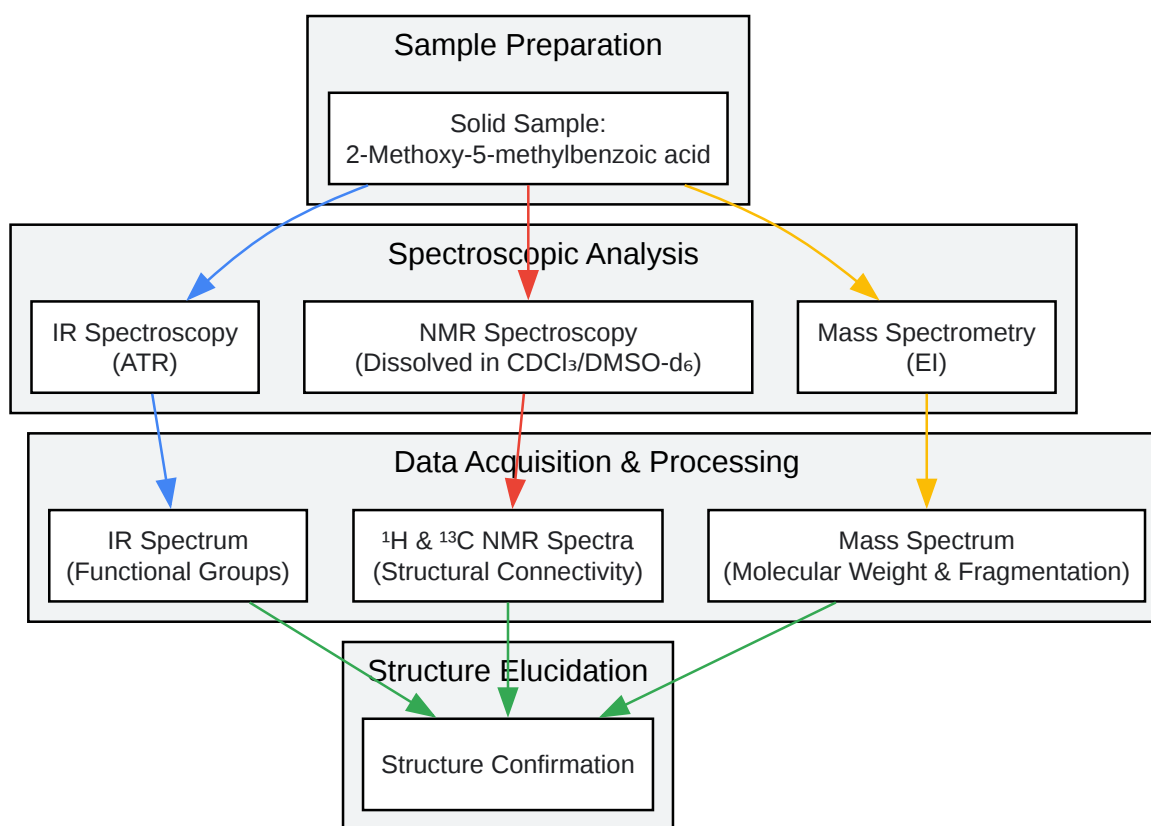 Sample Preparation
Solid Sample:
2-Methoxy-5-methylbenzoic acid
Spectroscopic Analysis
IR Spectroscopy
(ATR)
NMR Spectroscopy
(Dissolved in CDCl₃/DMSO-d₆)
Mass Spectrometry
(EI)
Data Acquisition & Processing
IR Spectrum
(Functional Groups)
¹H & ¹³C NMR Spectra
(Structural Connectivity)
Mass Spectrum
(Molecular Weight & Fragmentation)
Structure Elucidation
Structure Confirmation